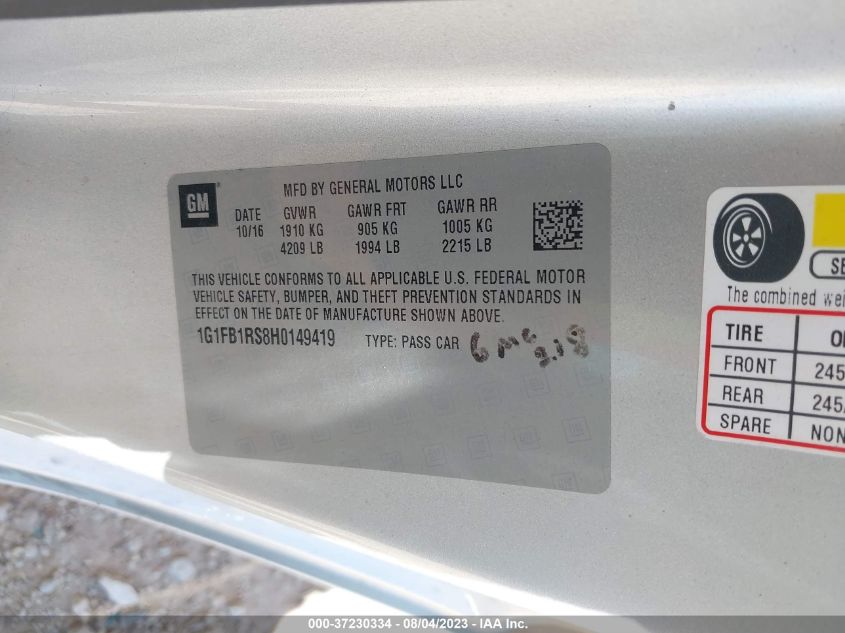 GM
MFD BY GENERAL MOTORS LLC
DATE GVWR GAWR FRT GAWR RR
10/16 1910 KG 905 KG 1005 KG
4209 LB 1994 LB 2215 LB
THIS VEHICLE CONFORMS TO ALL APPLICABLE U.S. FEDERAL MOTOR
VEHICLE SAFETY, BUMPER, AND THEFT PREVENTION STANDARDS IN
EFFECT ON THE DATE OF MANUFACTURE SHOWN ABOVE.
1G1FB1RS8H0149419 TYPE: PASS CAR
SE
The combined wei
TIRE
FRONT 245
REAR 245
SPARE NON
000-37230334 - 08/04/2023 - IAA Inc.